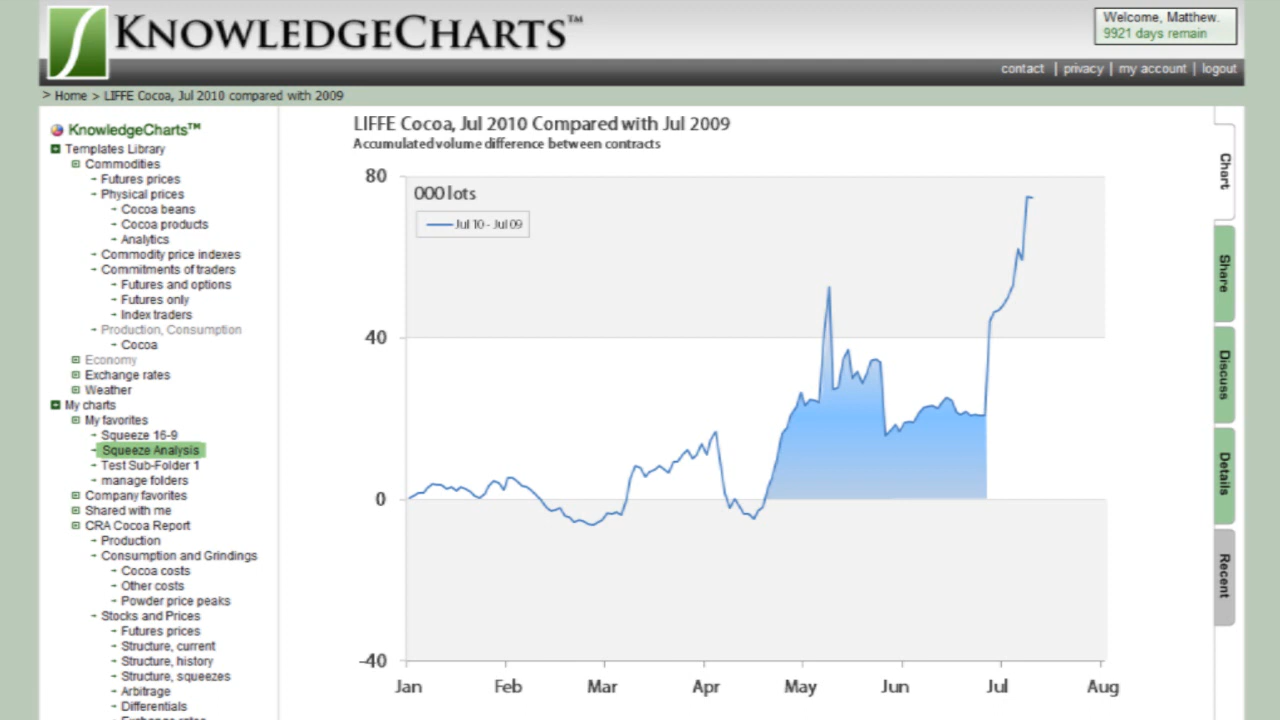 KNOWLEDGECHARTS™
Welcome, Matthew.
9921 days remain
contact | privacy | my account | logout
> Home > LIFFE Cocoa, Jul 2010 compared with 2009
KnowledgeCharts™
Templates Library
Commodities
Futures prices
Physical prices
Cocoa beans
Cocoa products
Analytics
Commodity price indexes
Commitments of traders
Futures and options
Futures only
Index traders
Production, Consumption
Cocoa
Economy
Exchange rates
Weather
My charts
My favorites
Squeeze 16-9
Squeeze Analysis
Test Sub-Folder 1
manage folders
Company favorites
Shared with me
CRA Cocoa Report
Production
Consumption and Grindings
Cocoa costs
Other costs
Powder price peaks
Stocks and Prices
Futures prices
Structure, current
Structure, history
Structure, squeezes
Arbitrage
Differentials
LIFFE Cocoa, Jul 2010 Compared with Jul 2009
Accumulated volume difference between contracts
80
000 lots
Jul 10 - Jul 09
40
0
-40
Jan Feb Mar Apr May Jun Jul Aug
Chart
Share
Discuss
Details
Recent